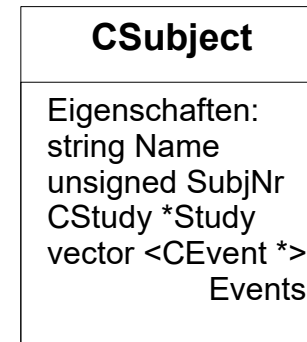 CSubject
Eigenschaften:
string Name
unsigned SubjNr
CStudy *Study
vector <CEvent *>
Events